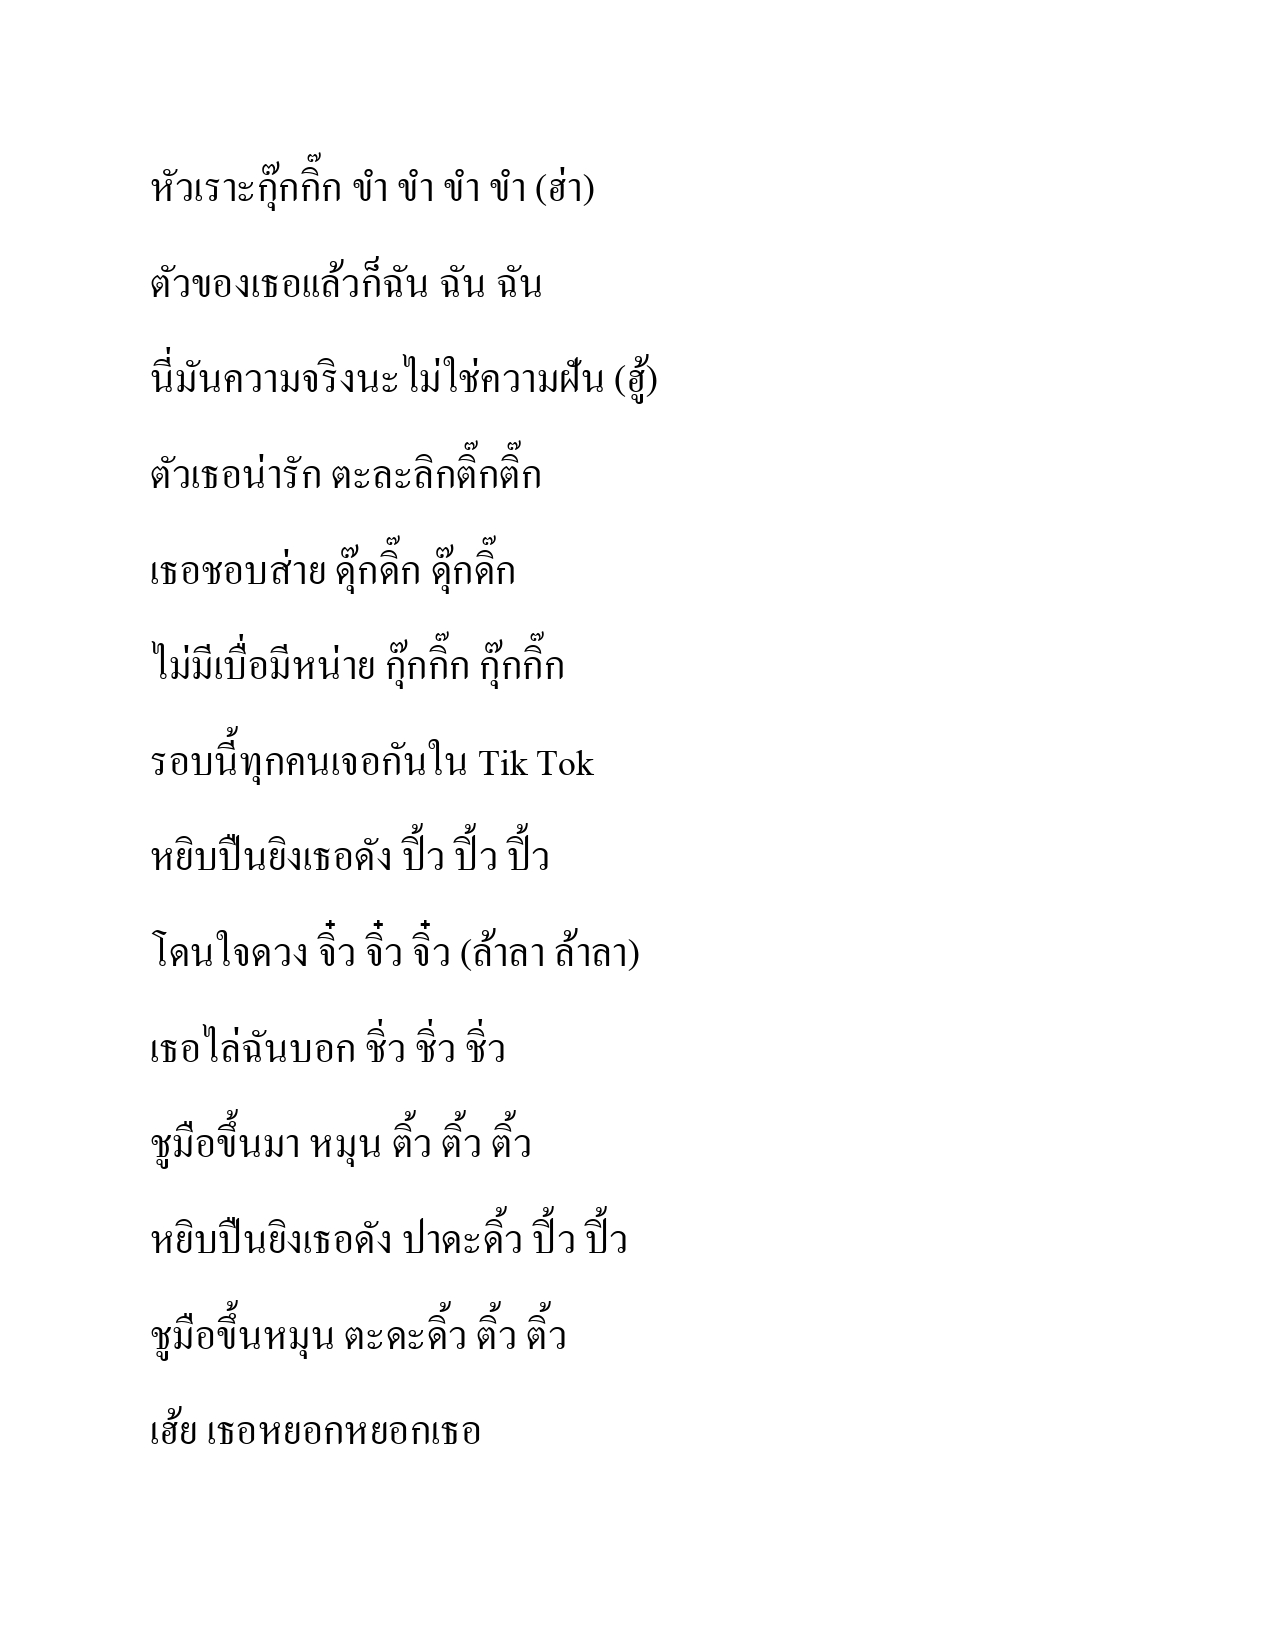 หัวเราะกุ๊กกิ๊ก ขำ ขำ ขำ ขำ (ฮ่า)
ตัวของเธอแล้วก็ฉัน ฉัน ฉัน
นี่มันความจริงนะไม่ใช่ความฝัน (ฮู้)
ตัวเธอน่ารัก ตะละลิกติ๊กติ๊ก
เธอชอบส่าย ดุ๊กดิ๊ก ดุ๊กดิ๊ก
ไม่มีเบื่อมีหน่าย กุ๊กกิ๊ก กุ๊กกิ๊ก
รอบนี้ทุกคนเจอกันใน Tik Tok
หยิบปืนยิงเธอดัง ปิ้ว ปิ้ว ปิ้ว
โดนใจดวง จิ๋ว จิ๋ว จิ๋ว (ล้าลา ล้าลา)
เธอไล่ฉันบอก ชิ่ว ชิ่ว ชิ่ว
ชูมือขึ้นมา หมุน ติ้ว ติ้ว ติ้ว
หยิบปืนยิงเธอดัง ปาดะดิ้ว ปิ้ว ปิ้ว
ชูมือขึ้นหมุน ตะดะดิ้ว ติ้ว ติ้ว
เฮ้ย เธอหยอกหยอกเธอ